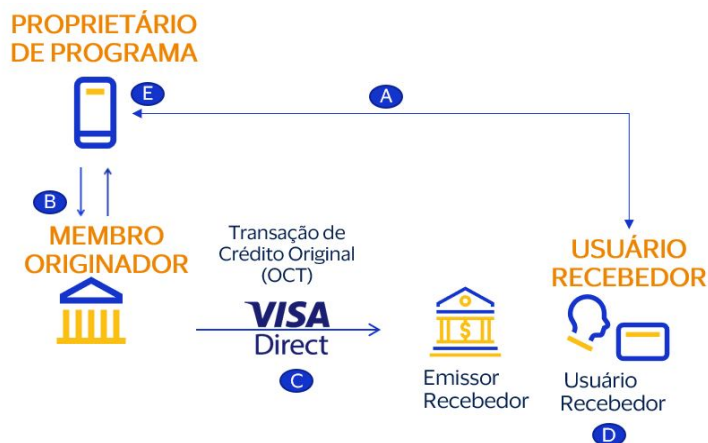 PROPRIETÁRIO
DE PROGRAMA
E
A
B
MEMBRO
ORIGINADOR
Transação de
Crédito Original
(OCT)
VISA
Direct
C
$
Emissor
Recebedor
USUÁRIO
RECEBEDOR
Usuário
Recebedor
D